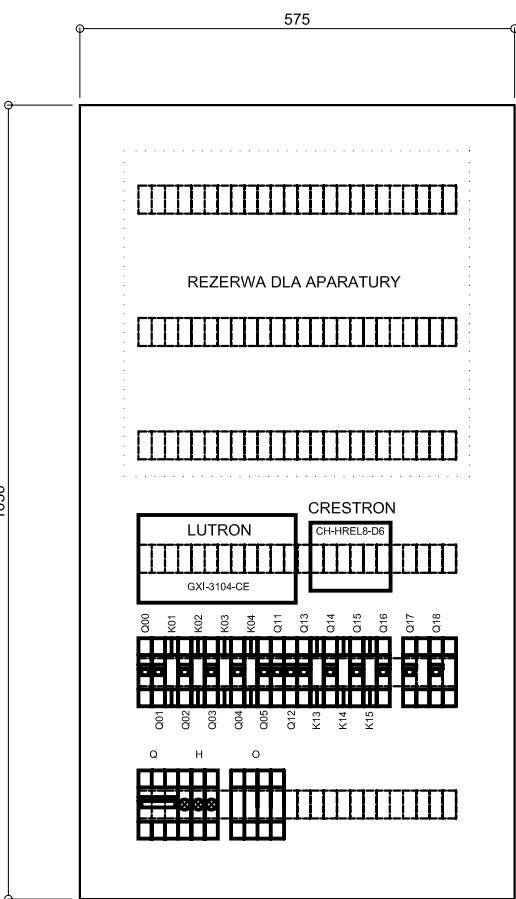 575
REZERWA DLA APARATURY
CRESTRON
LUTRON
CH-HREL8-D6
GXI-3104-CE
Q00 K01 K02 K03 K04 Q11 Q13 Q14 Q15 Q16 Q17 Q18
Q01 Q02 Q03 Q04 Q05 Q12 K13 K14 K15
Q H O